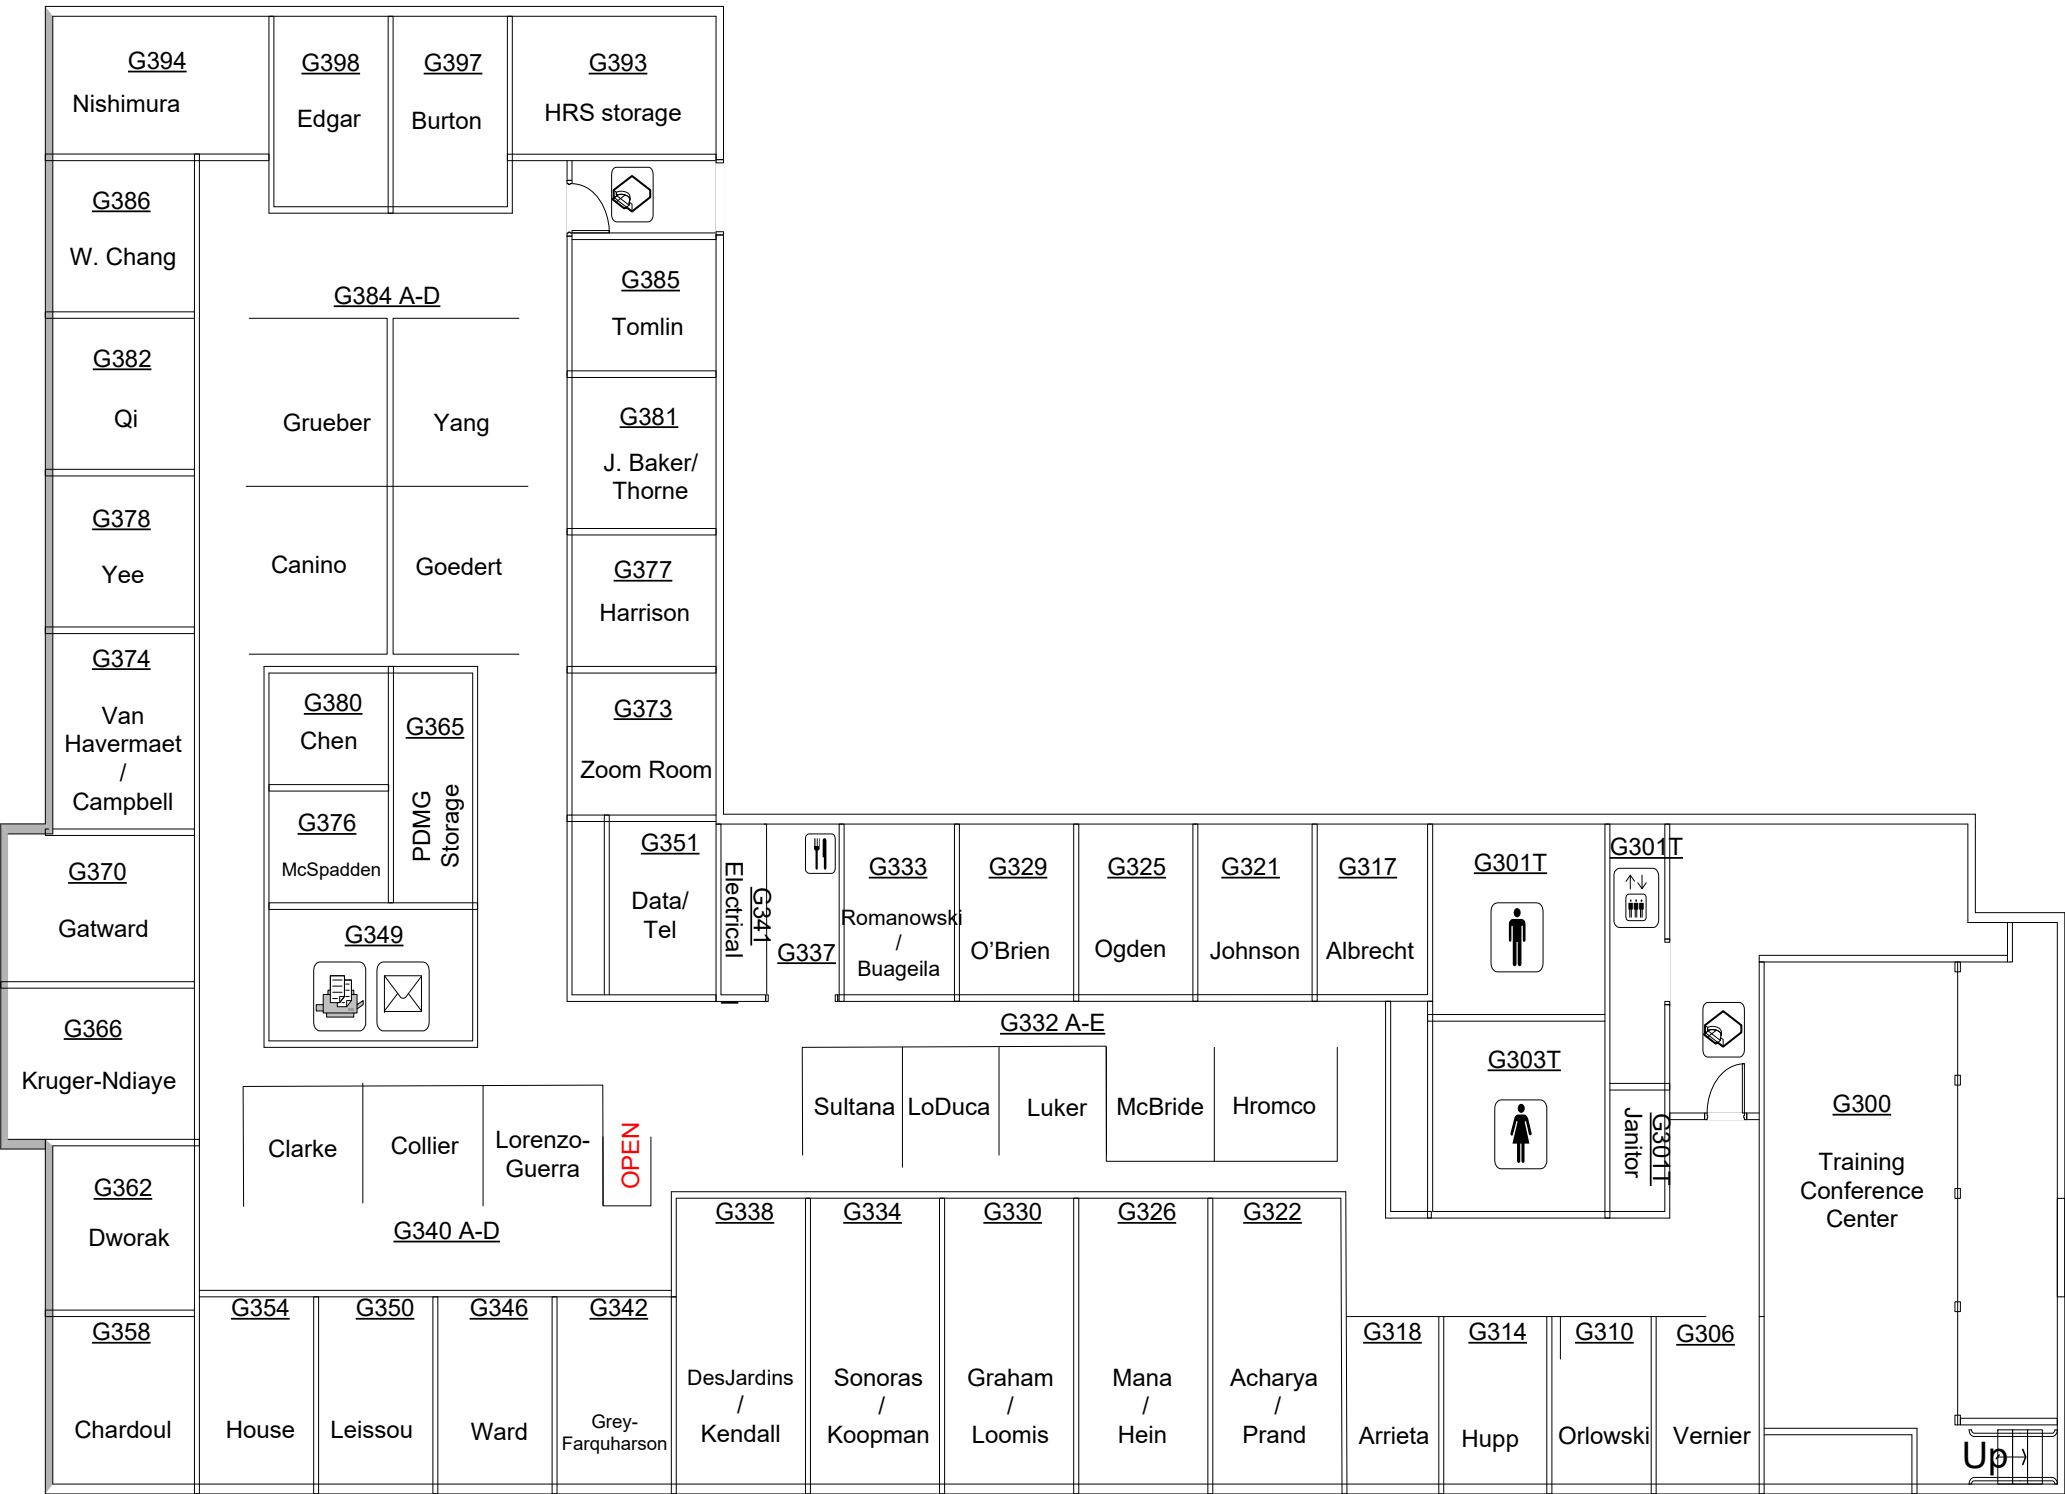 G394
Nishimura
G398
Edgar
G397
Burton
G393
HRS storage
G386
W. Chang
G384 A-D
G385
Tomlin
G382
Qi
Grueber
Yang
G381
J. Baker/
Thorne
G378
Yee
Canino
Goedert
G377
Harrison
G374
Van
Havermaet
/
Campbell
G380
Chen
G365
PDMG
Storage
G373
Zoom Room
G376
McSpadden
G370
Gatward
G349
G351
Data/
Tel
G341
Electrical
G337
G333
Romanowski
/
Buageila
G329
O’Brien
G325
Ogden
G321
Johnson
G317
Albrecht
G301T
G301T
G366
Kruger-Ndiaye
G332 A-E
Sultana
LoDuca
Luker
McBride
Hromco
G303T
G301T
Janitor
G300
Training
Conference
Center
Clarke
Collier
Lorenzo-
Guerra
OPEN
G340 A-D
G362
Dworak
G358
Chardoul
G354
House
G350
Leissou
G346
Ward
G342
Grey-
Farquharson
G338
DesJardins
/
Kendall
G334
Sonoras
/
Koopman
G330
Graham
/
Loomis
G326
Mana
/
Hein
G322
Acharya
/
Prand
G318
Arrieta
G314
Hupp
G310
Orlowski
G306
Vernier
Up